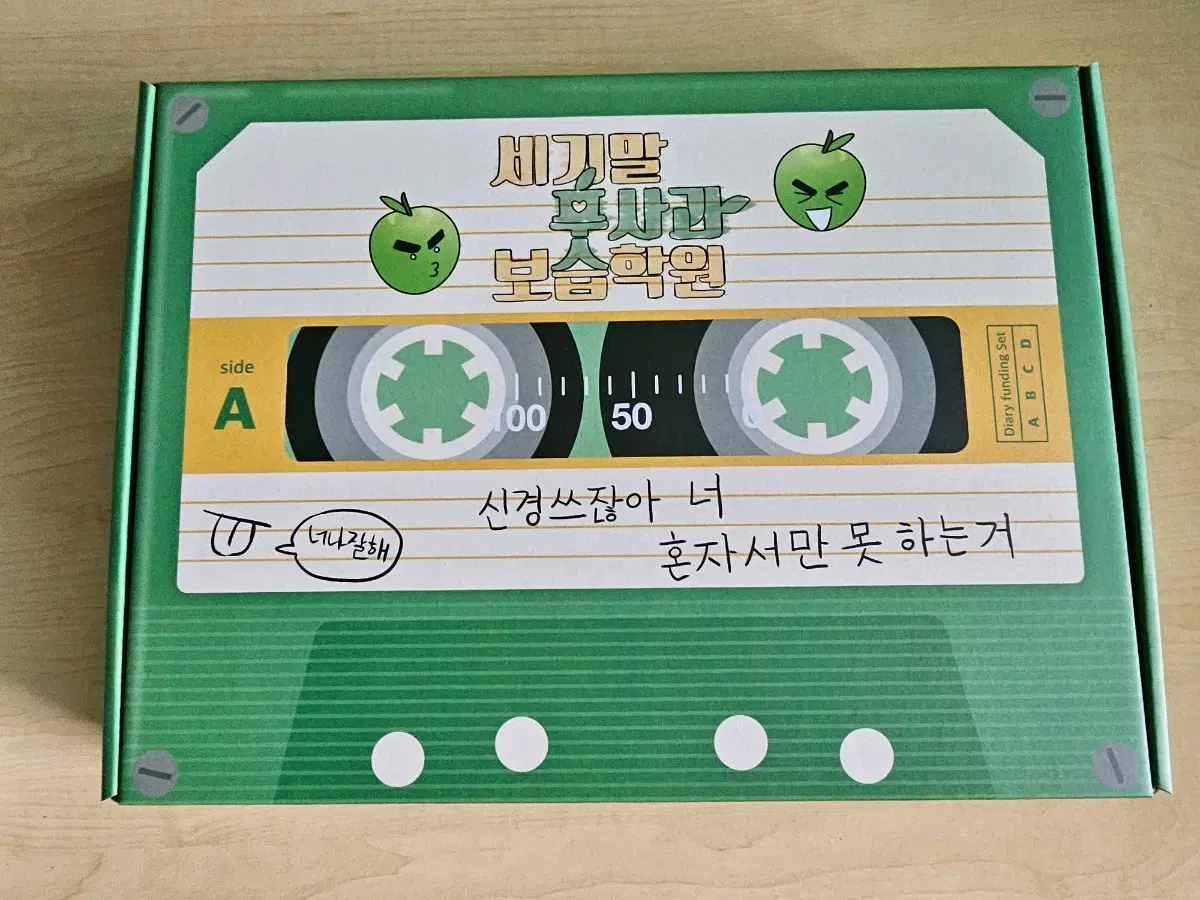 세기말
풋사과
보습학원
side
A
100
50
0
Diary funding Set
A B C D
신경쓰잖아 너
혼자서만 못 하는거
너나잘해